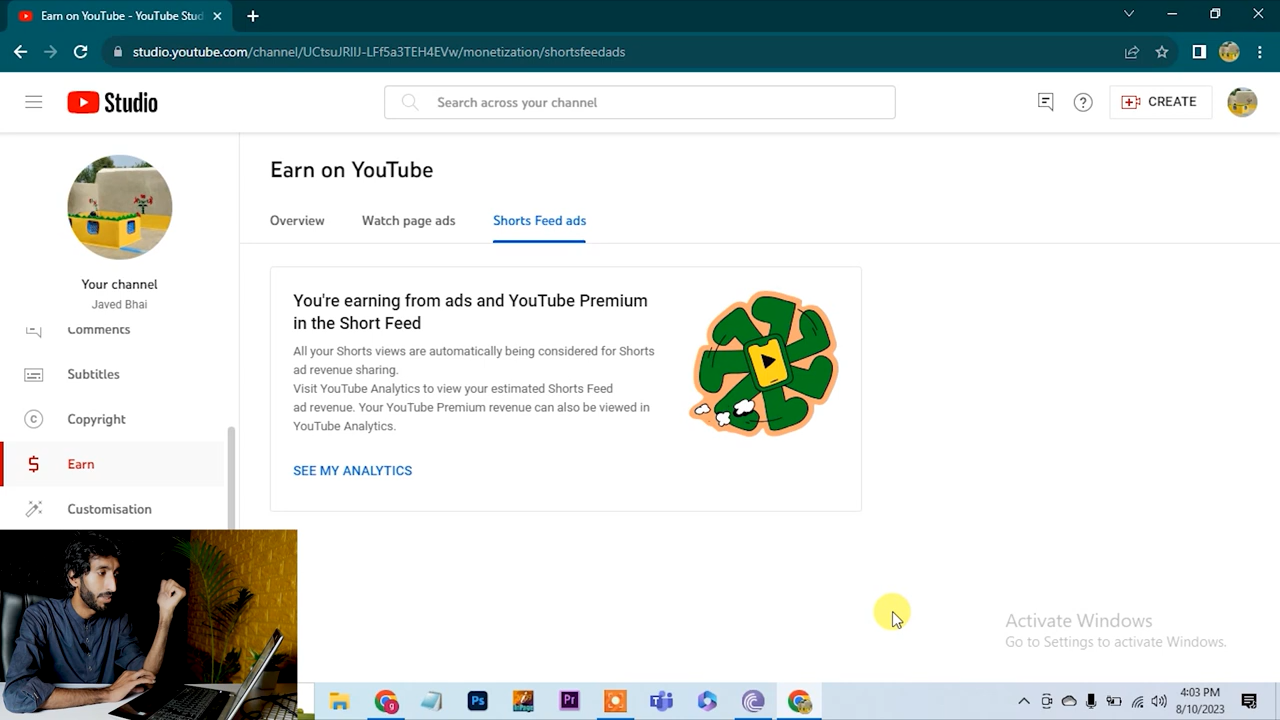 Earn on YouTube - YouTube Stud
studio.youtube.com/channel/UCtsuJRIIJ-LFf5a3TEH4EVw/monetization/shortsfeedads
Studio
Search across your channel
CREATE
Your channel
Javed Bhai
Comments
Subtitles
Copyright
Earn
Customisation
Earn on YouTube
Overview
Watch page ads
Shorts Feed ads
You're earning from ads and YouTube Premium
in the Short Feed
All your Shorts views are automatically being considered for Shorts
ad revenue sharing.
Visit YouTube Analytics to view your estimated Shorts Feed
ad revenue. Your YouTube Premium revenue can also be viewed in
YouTube Analytics.
SEE MY ANALYTICS
Activate Windows
Go to Settings to activate Windows.
Ps
Pr
4:03 PM
8/10/2023